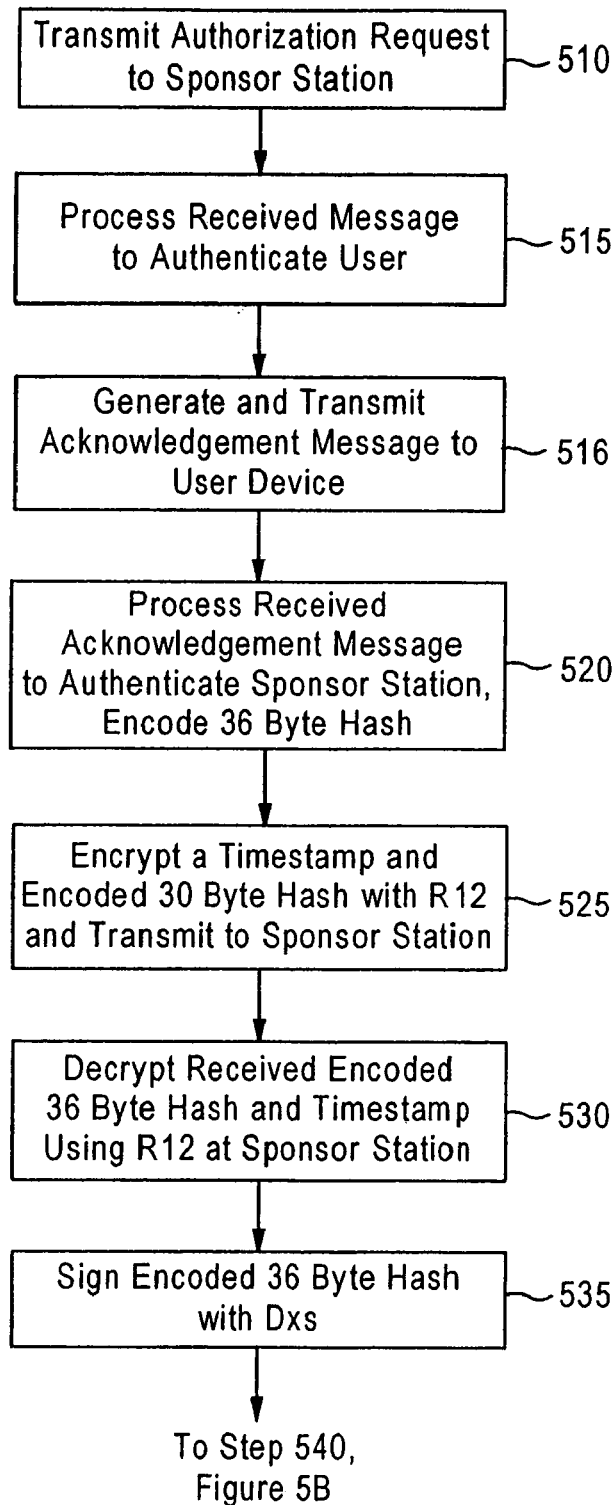 Transmit Authorization Request
to Sponsor Station
510
Process Received Message
to Authenticate User
515
Generate and Transmit
Acknowledgement Message to
User Device
516
Process Received
Acknowledgement Message
to Authenticate Sponsor Station,
Encode 36 Byte Hash
520
Encrypt a Timestamp and
Encoded 30 Byte Hash with R12
and Transmit to Sponsor Station
525
Decrypt Received Encoded
36 Byte Hash and Timestamp
Using R12 at Sponsor Station
530
Sign Encoded 36 Byte Hash
with Dxs
535
To Step 540,
Figure 5B